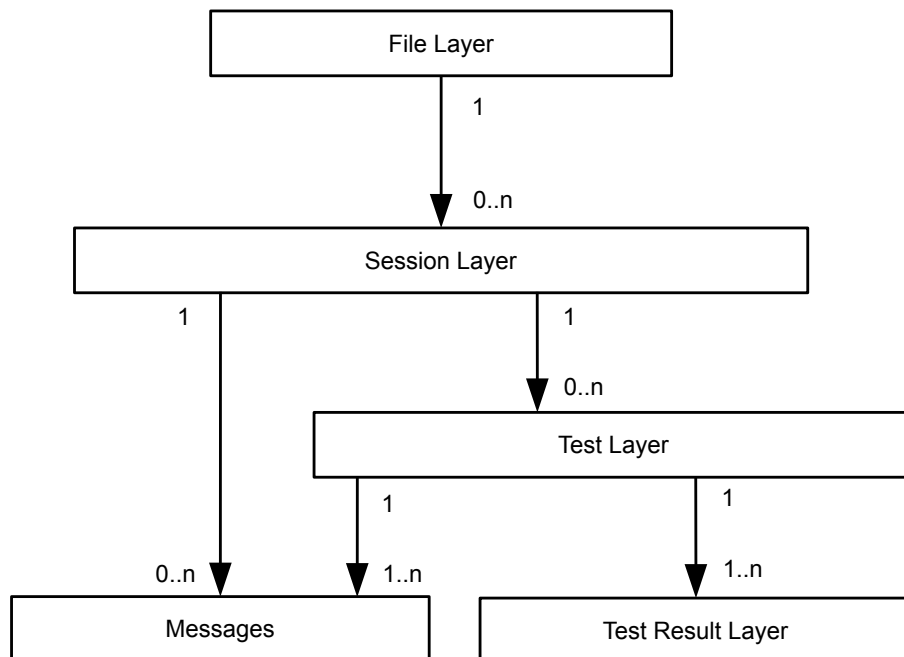 File Layer
1
0..n
Session Layer
1
1
0..n
Test Layer
1
1
0..n
1..n
1..n
Messages
Test Result Layer